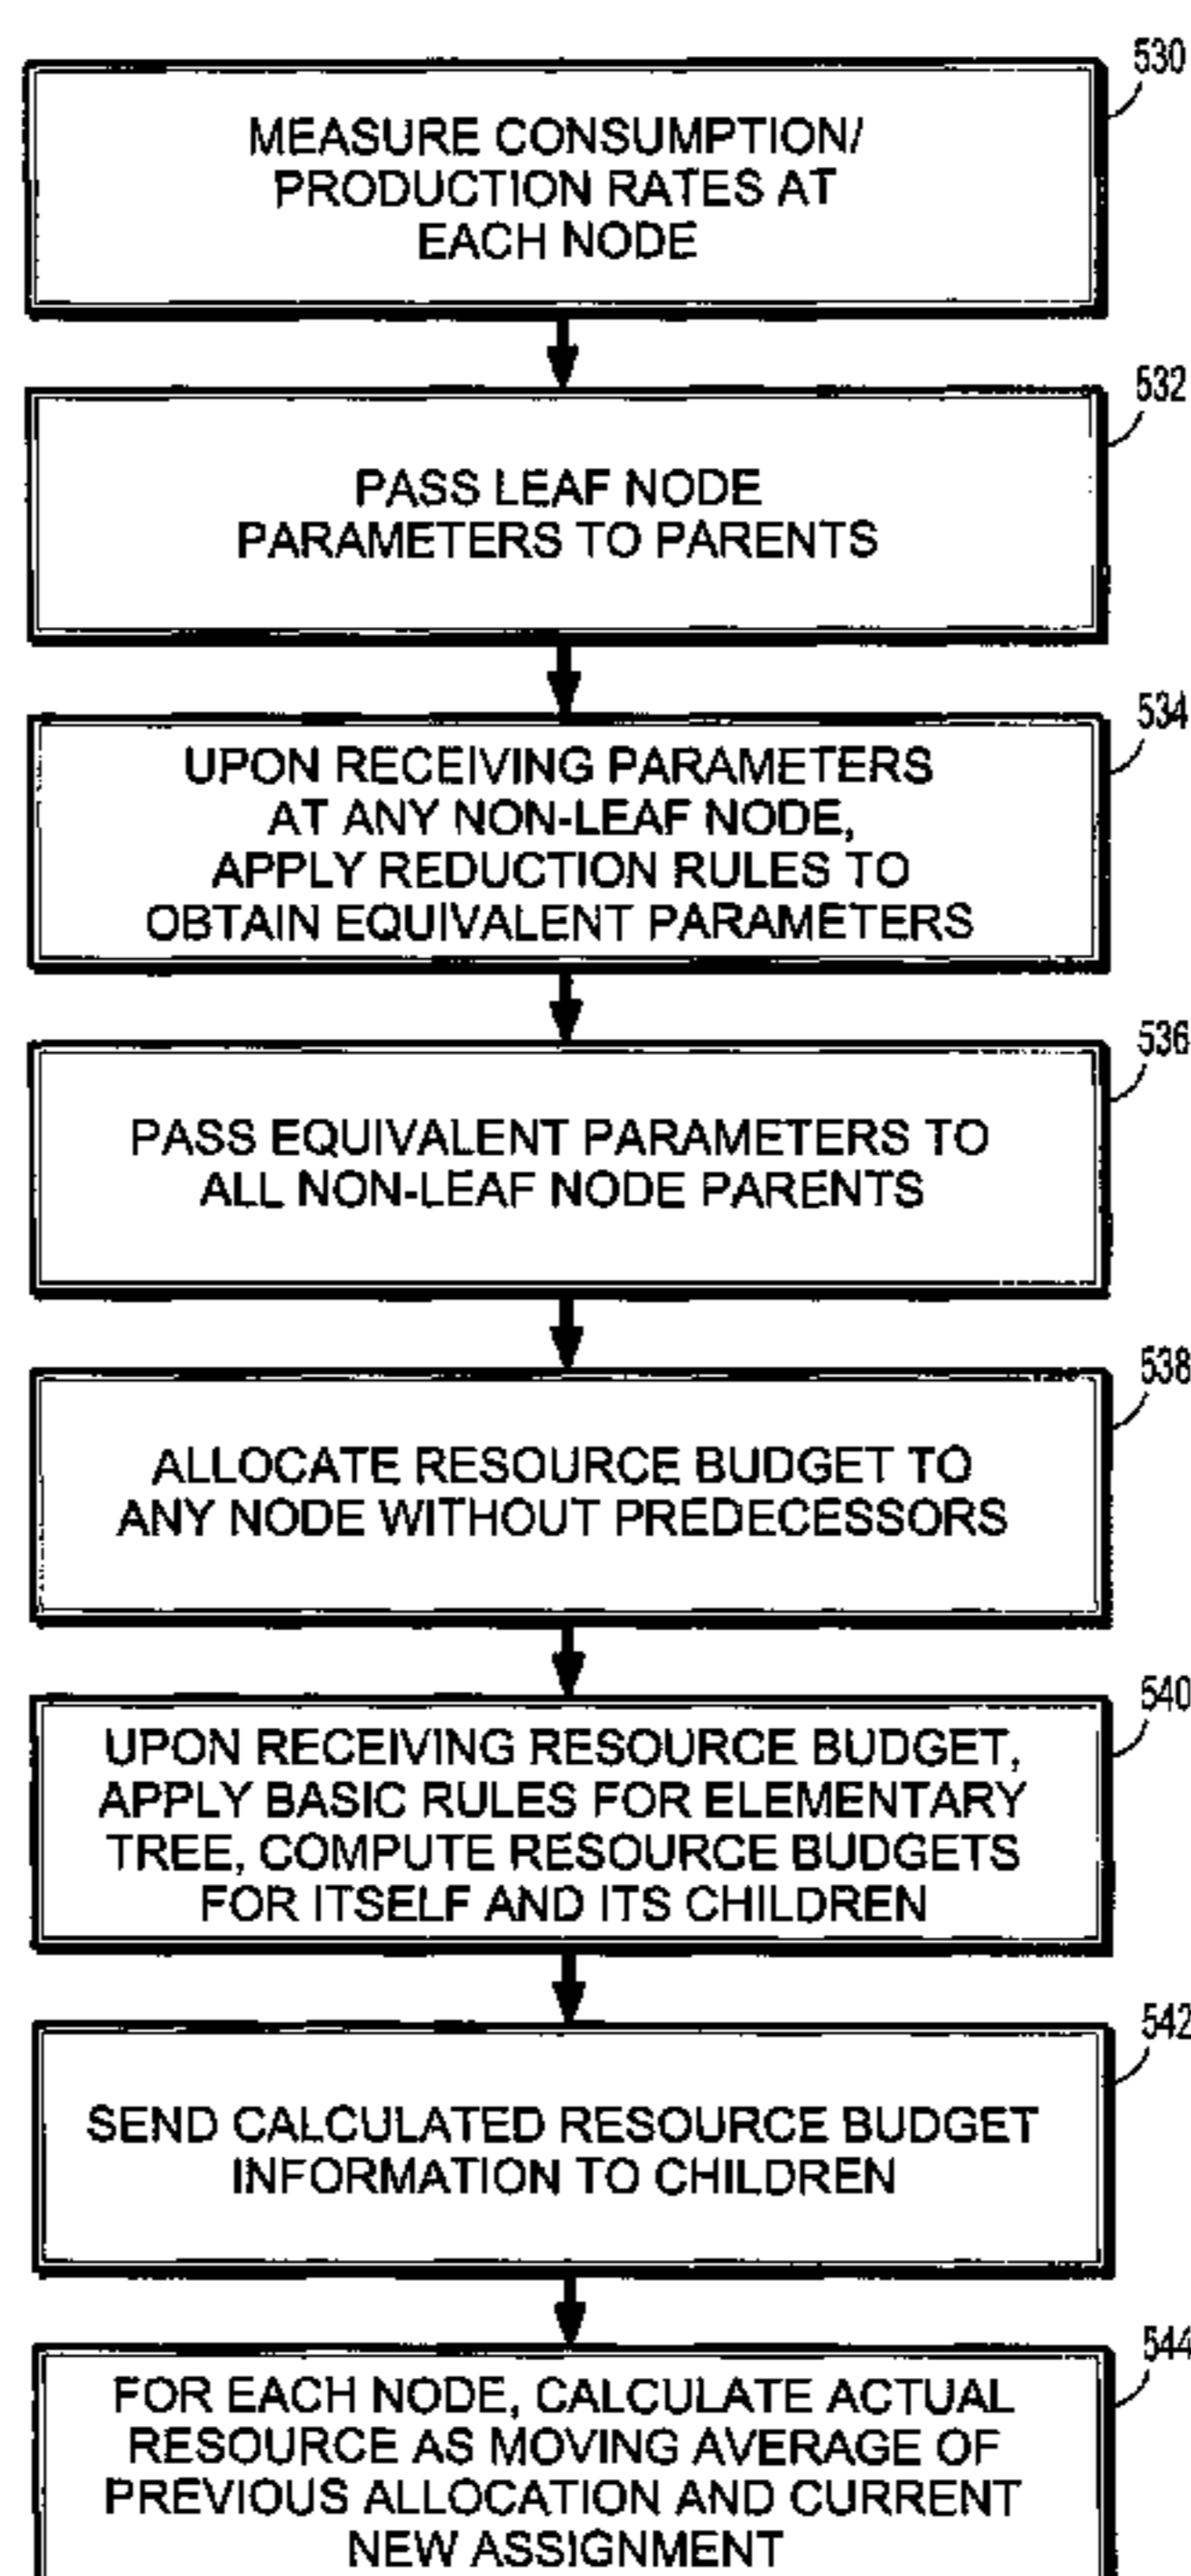 530
MEASURE CONSUMPTION/
PRODUCTION RATES AT
EACH NODE
532
PASS LEAF NODE
PARAMETERS TO PARENTS
534
UPON RECEIVING PARAMETERS
AT ANY NON-LEAF NODE,
APPLY REDUCTION RULES TO
OBTAIN EQUIVALENT PARAMETERS
536
PASS EQUIVALENT PARAMETERS TO
ALL NON-LEAF NODE PARENTS
538
ALLOCATE RESOURCE BUDGET TO
ANY NODE WITHOUT PREDECESSORS
540
UPON RECEIVING RESOURCE BUDGET,
APPLY BASIC RULES FOR ELEMENTARY
TREE, COMPUTE RESOURCE BUDGETS
FOR ITSELF AND ITS CHILDREN
542
SEND CALCULATED RESOURCE BUDGET
INFORMATION TO CHILDREN
544
FOR EACH NODE, CALCULATE ACTUAL
RESOURCE AS MOVING AVERAGE OF
PREVIOUS ALLOCATION AND CURRENT
NEW ASSIGNMENT